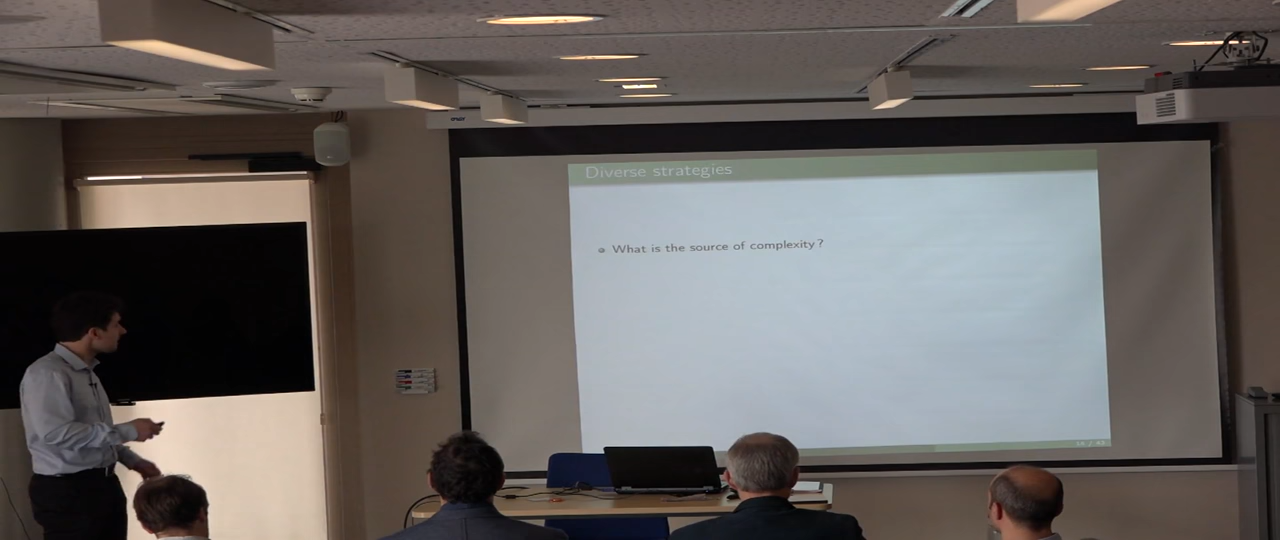 Diverse strategies
What is the source of complexity ?